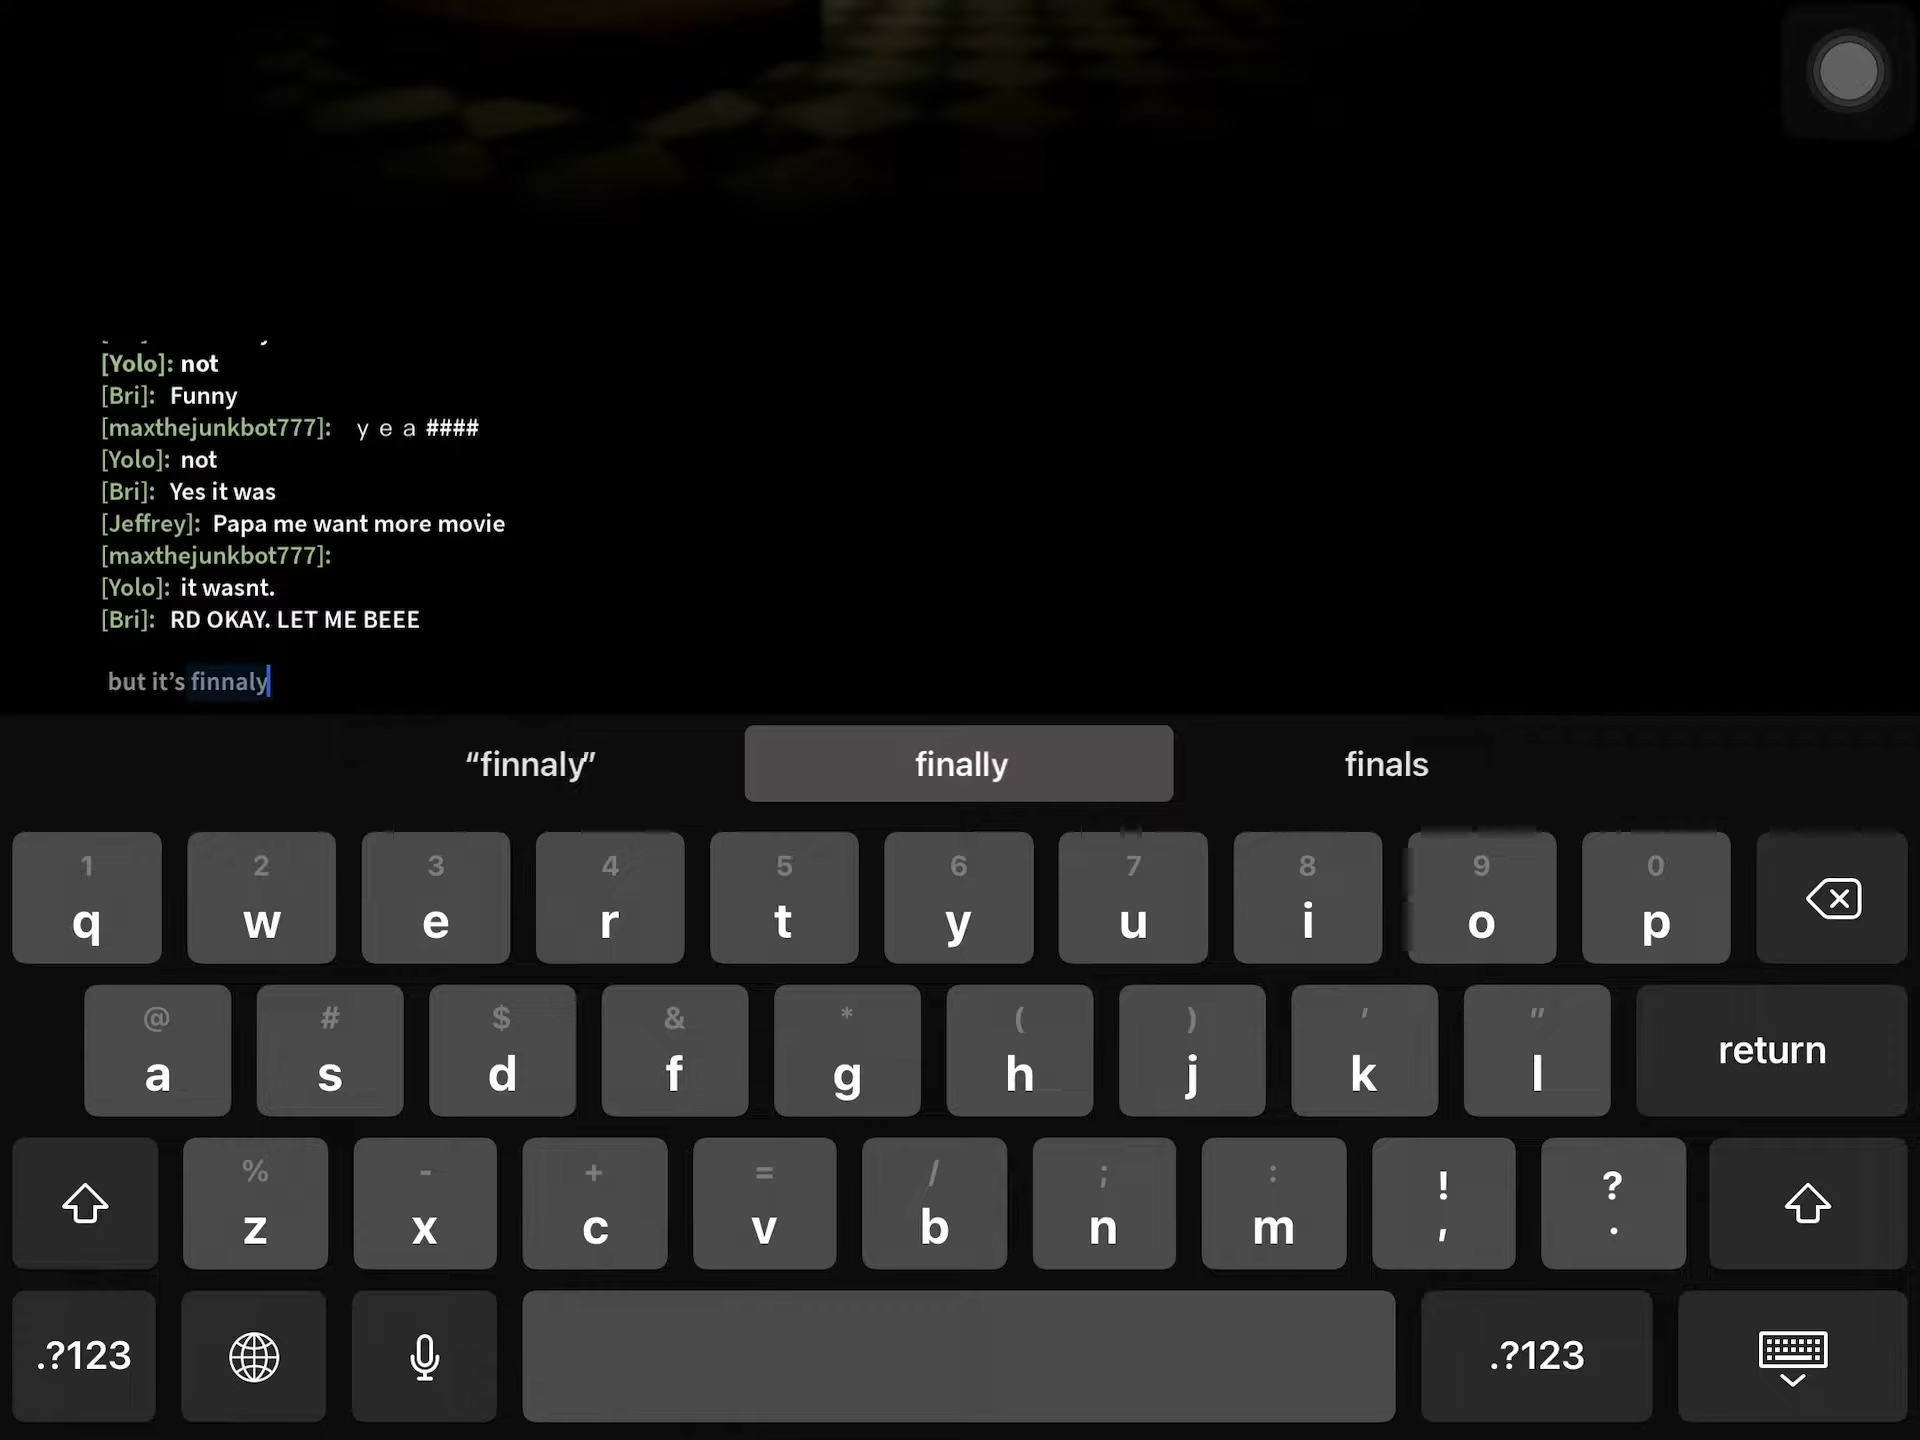 [Yolo]: not
[Bri]: Funny
[maxthejunkbot777]: y e a ####
[Yolo]: not
[Bri]: Yes it was
[Jeffrey]: Papa me want more movie
[maxthejunkbot777]:
[Yolo]: it wasnt.
[Bri]: RD OKAY. LET ME BEEE
but it’s finnaly
“finnaly” finally finals
1 2 3 4 5 6 7 8 9 0
q w e r t y u i o p
@ # $ & * ( ) ' "
a s d f g h j k l return
% - + = / ; : ! ?
z x c v b n m , .
.?123 .?123